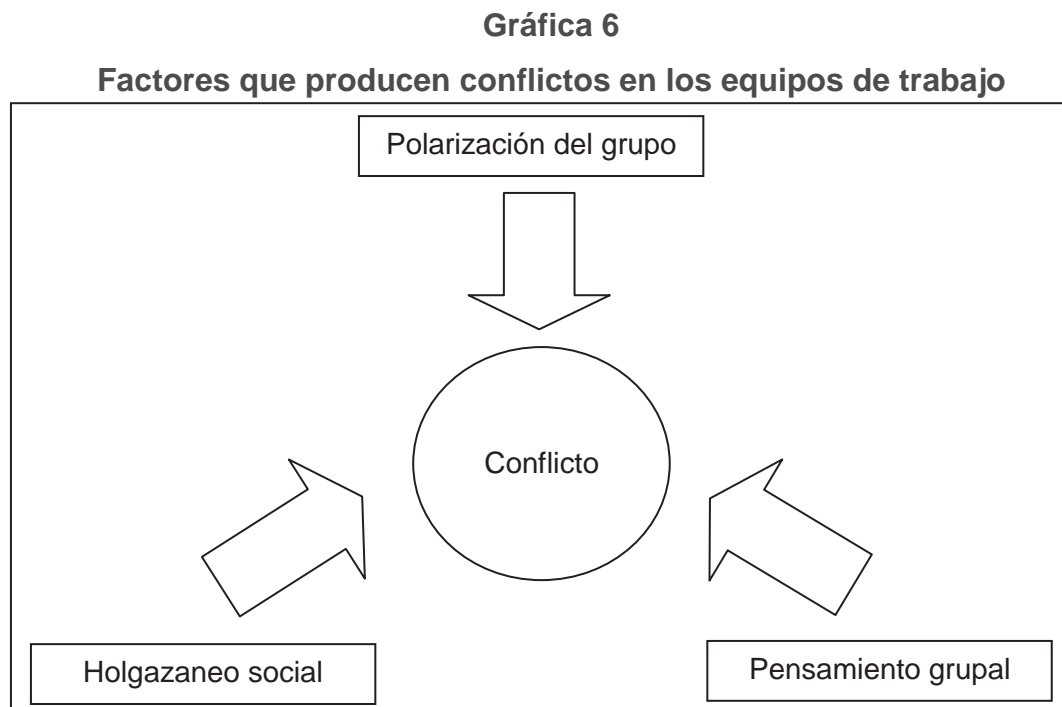 Gráfica 6
Factores que producen conflictos en los equipos de trabajo
Polarización del grupo
Conflicto
Holgazaneo social
Pensamiento grupal